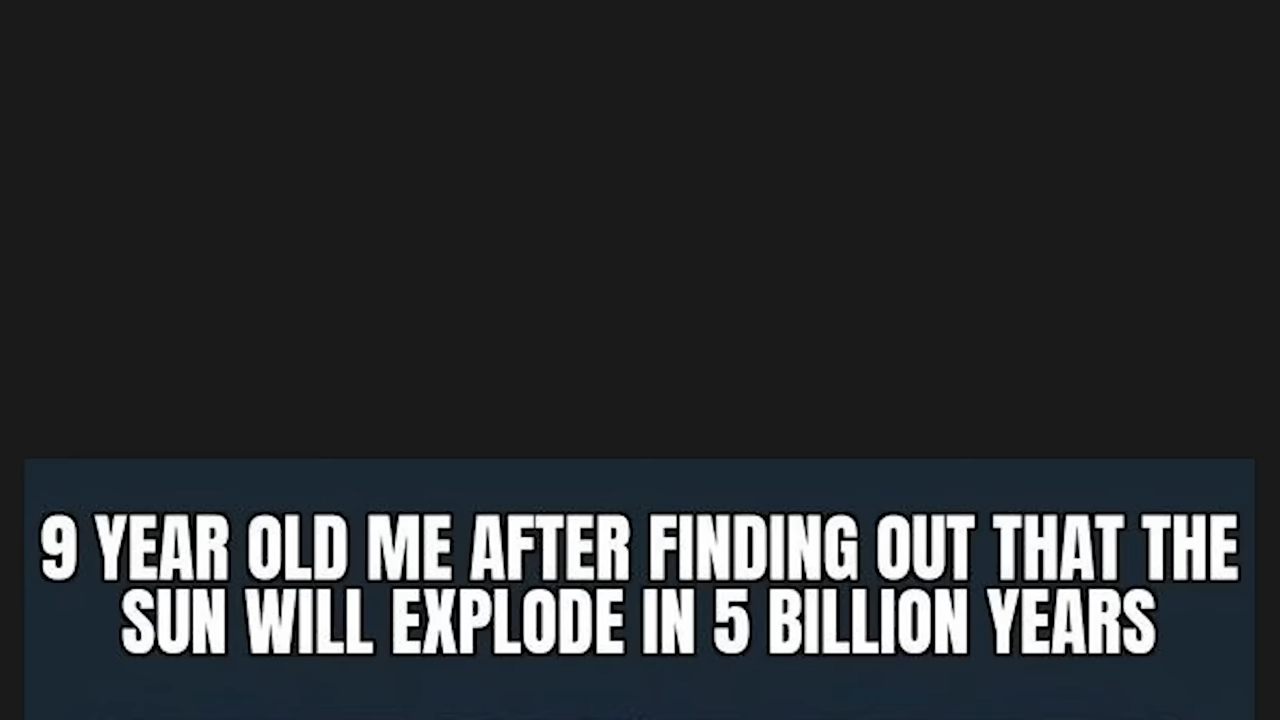 9 YEAR OLD ME AFTER FINDING OUT THAT THE
SUN WILL EXPLODE IN 5 BILLION YEARS